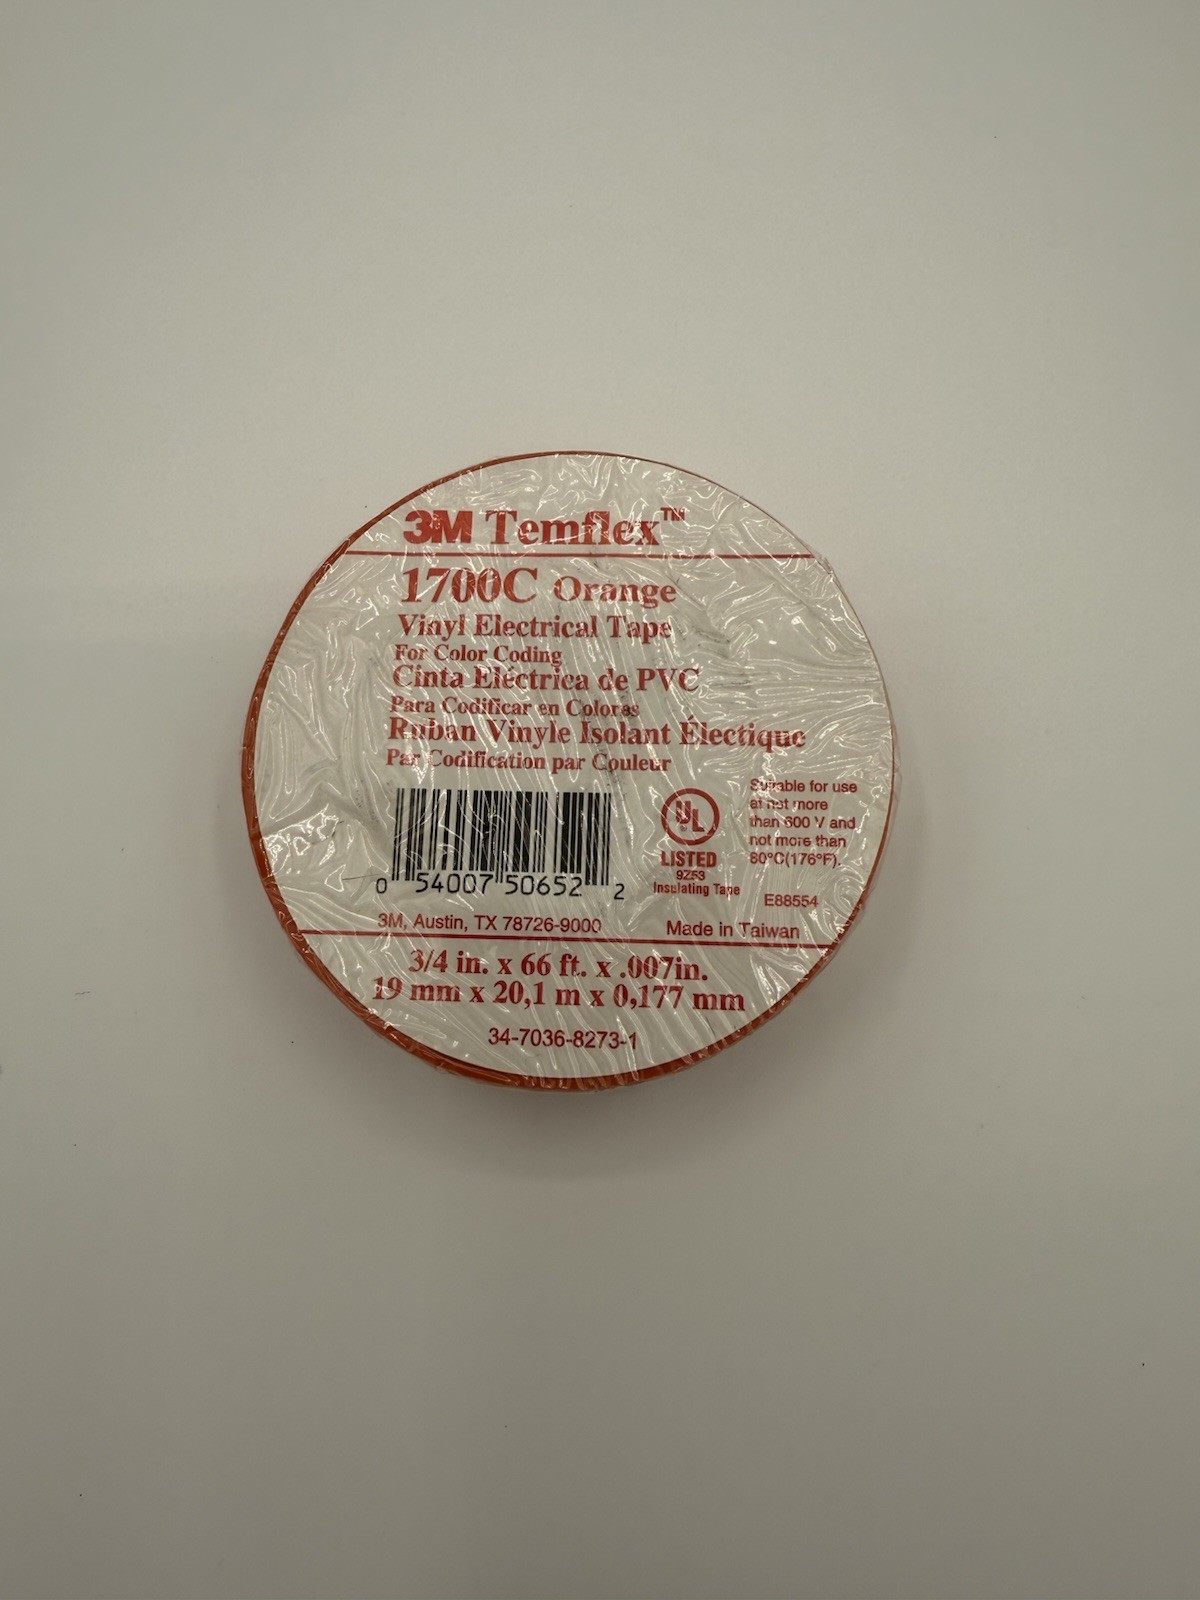 3M Temflex™
1700C Orange
Vinyl Electrical Tape
For Color Coding
Cinta Eléctrica de PVC
Para Codificar en Colores
Ruban Vinyle Isolant Électique
Par Codification par Couleur
0 54007 50652 2
UL
LISTED
9Z53
Insulating Tape
Suitable for use
at not more
than 600 V and
not more than
80°C(176°F).
E88554
3M, Austin, TX 78726-9000
Made in Taiwan
3/4 in. x 66 ft. x .007in.
19 mm x 20,1 m x 0,177 mm
34-7036-8273-1